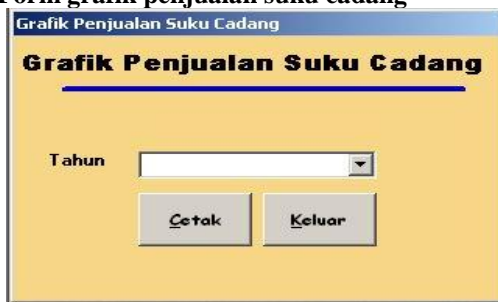 Form grafik penjualan suku cadang
Grafik Penjualan Suku Cadang
Grafik Penjualan Suku Cadang
Tahun
Cetak Keluar